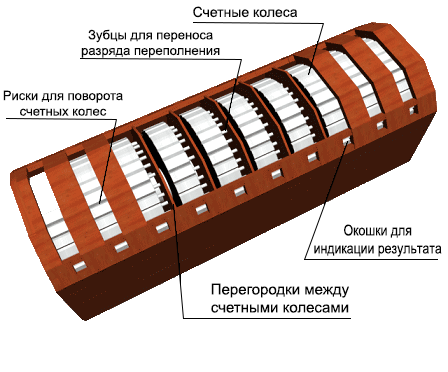 Счетные колеса
Зубцы для переноса
разряда переполнения
Риски для поворота
счетных колес
Окошки для
индикации результата
Перегородки между
счетными колесами